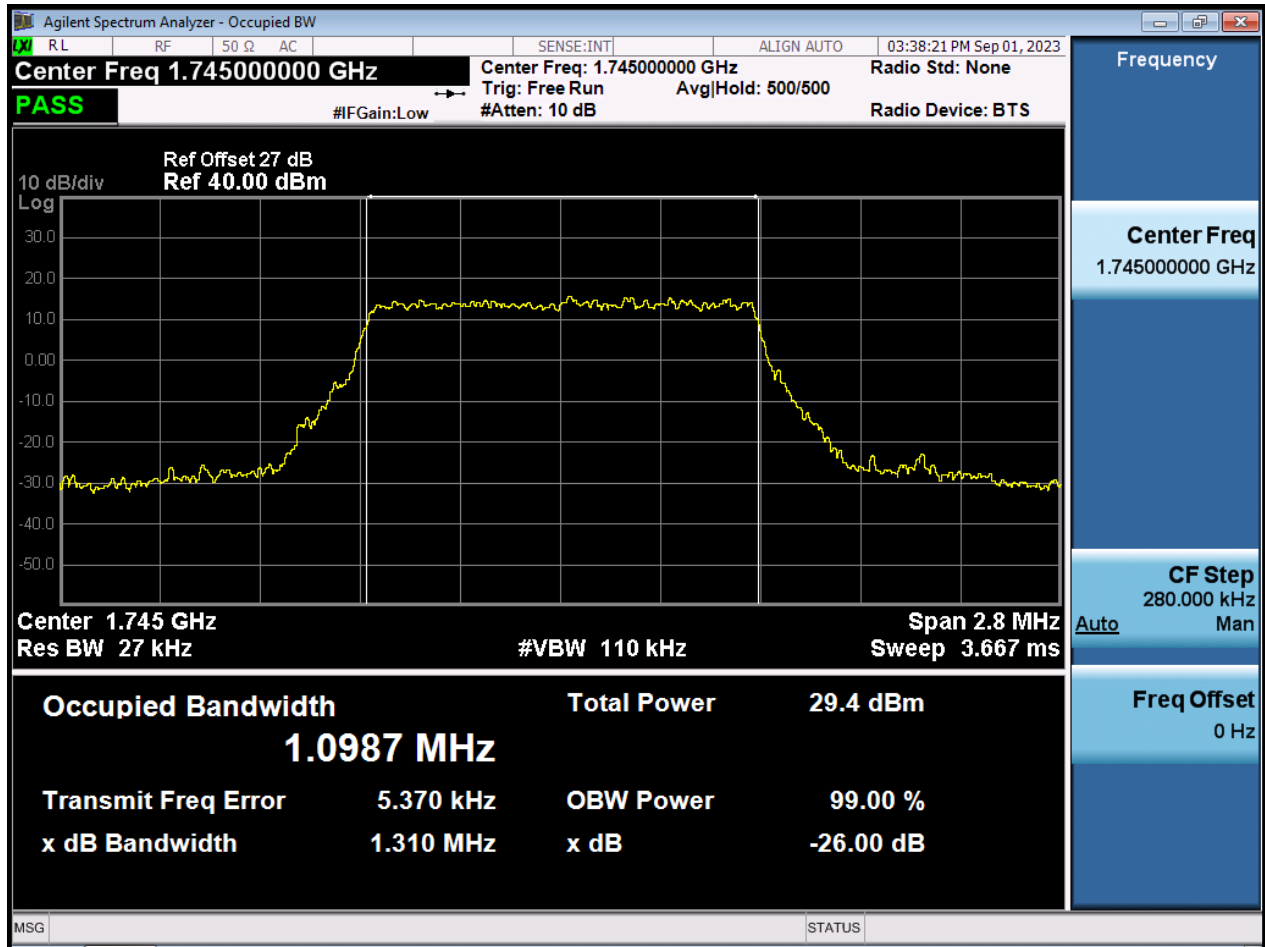 Agilent Spectrum Analyzer - Occupied BW
LXI RL RF 50 Ω AC SENSE:INT ALIGN AUTO 03:38:21 PM Sep 01, 2023
Center Freq 1.745000000 GHz
PASS
#IFGain:Low
Center Freq: 1.745000000 GHz
Trig: Free Run Avg|Hold: 500/500
#Atten: 10 dB
Radio Std: None
Radio Device: BTS
Ref Offset 27 dB
10 dB/div Ref 40.00 dBm
Log
30.0
20.0
10.0
0.00
-10.0
-20.0
-30.0
-40.0
-50.0
Center 1.745 GHz Span 2.8 MHz
Res BW 27 kHz #VBW 110 kHz Sweep 3.667 ms
Occupied Bandwidth Total Power 29.4 dBm
1.0987 MHz
Transmit Freq Error 5.370 kHz OBW Power 99.00 %
x dB Bandwidth 1.310 MHz x dB -26.00 dB
Frequency
Center Freq
1.745000000 GHz
CF Step
280.000 kHz
Auto Man
Freq Offset
0 Hz
MSG STATUS